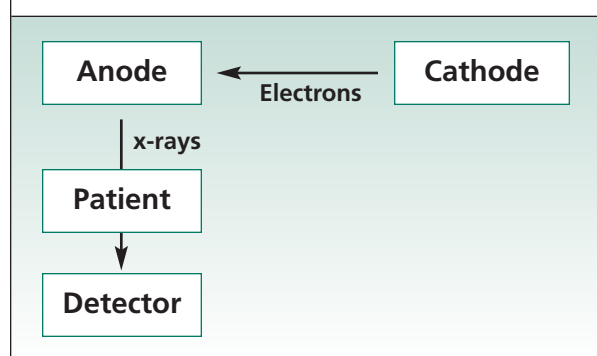 Anode
Cathode
Electrons
x-rays
Patient
Detector